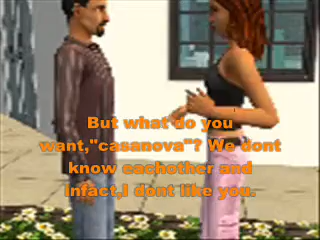 But what do you
want,"casanova"? We dont
know eachother and
infact,I dont like you.